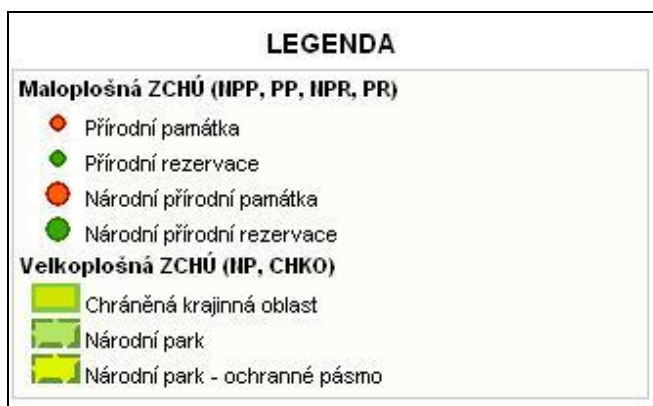 LEGENDA
Maloplošná ZCHÚ (NPP, PP, NPR, PR)
Přírodní památka
Přírodní rezervace
Národní přírodní památka
Národní přírodní rezervace
Velkoplošná ZCHÚ (NP, CHKO)
Chráněná krajinná oblast
Národní park
Národní park - ochranné pásmo